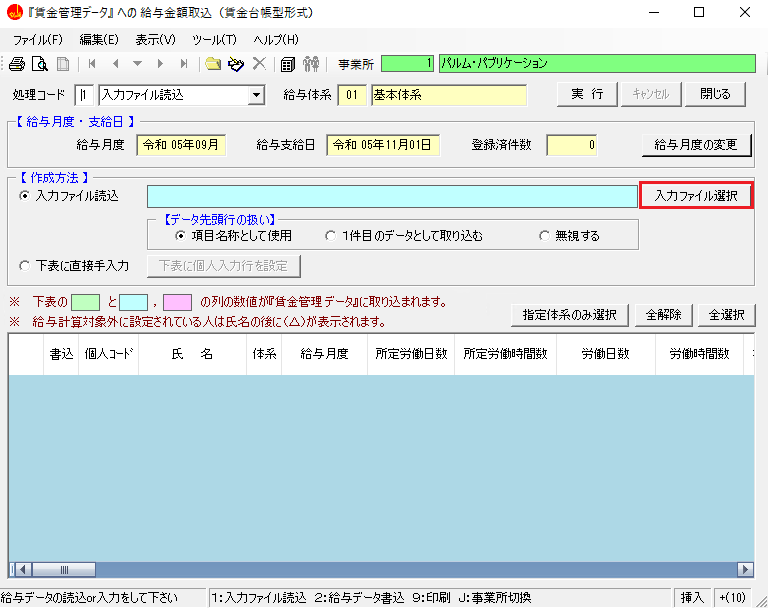 『賃金管理データ』への 給与金額取込（賃金台帳型形式）
ファイル(F) 編集(E) 表示(V) ツール(T) ヘルプ(H)
事業所 1 パルム・パブリケーション
処理コード 1 入力ファイル読込 給与体系 01 基本体系 実 行 キャンセル 閉じる
【 給与月度・支給日 】
給与月度 令和 05年09月 給与支給日 令和 05年11月01日 登録済件数 0 給与月度の変更
【 作成方法 】
入力ファイル読込 入力ファイル選択
【データ先頭行の扱い】
項目名称として使用 1件目のデータとして取り込む 無視する
下表に直接手入力 下表に個人入力行を設定
※ 下表の と , の列の数値が『賃金管理データ』に取り込まれます。
※ 給与計算対象外に設定されている人は氏名の後に(△)が表示されます。
指定体系のみ選択 全解除 全選択
書込 個人コード 氏 名 体系 給与月度 所定労働日数 所定労働時間数 労働日数 労働時間数
給与データの読込or入力をして下さい 1:入力ファイル読込 2:給与データ書込 9:印刷 J:事業所切換 挿入 +(10)